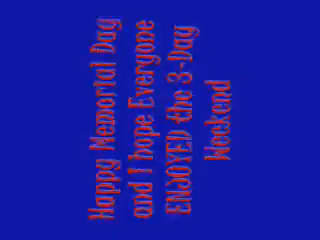 Happy Memorial Day
and I hope Everyone
ENJOYED the 3-Day
Weekend